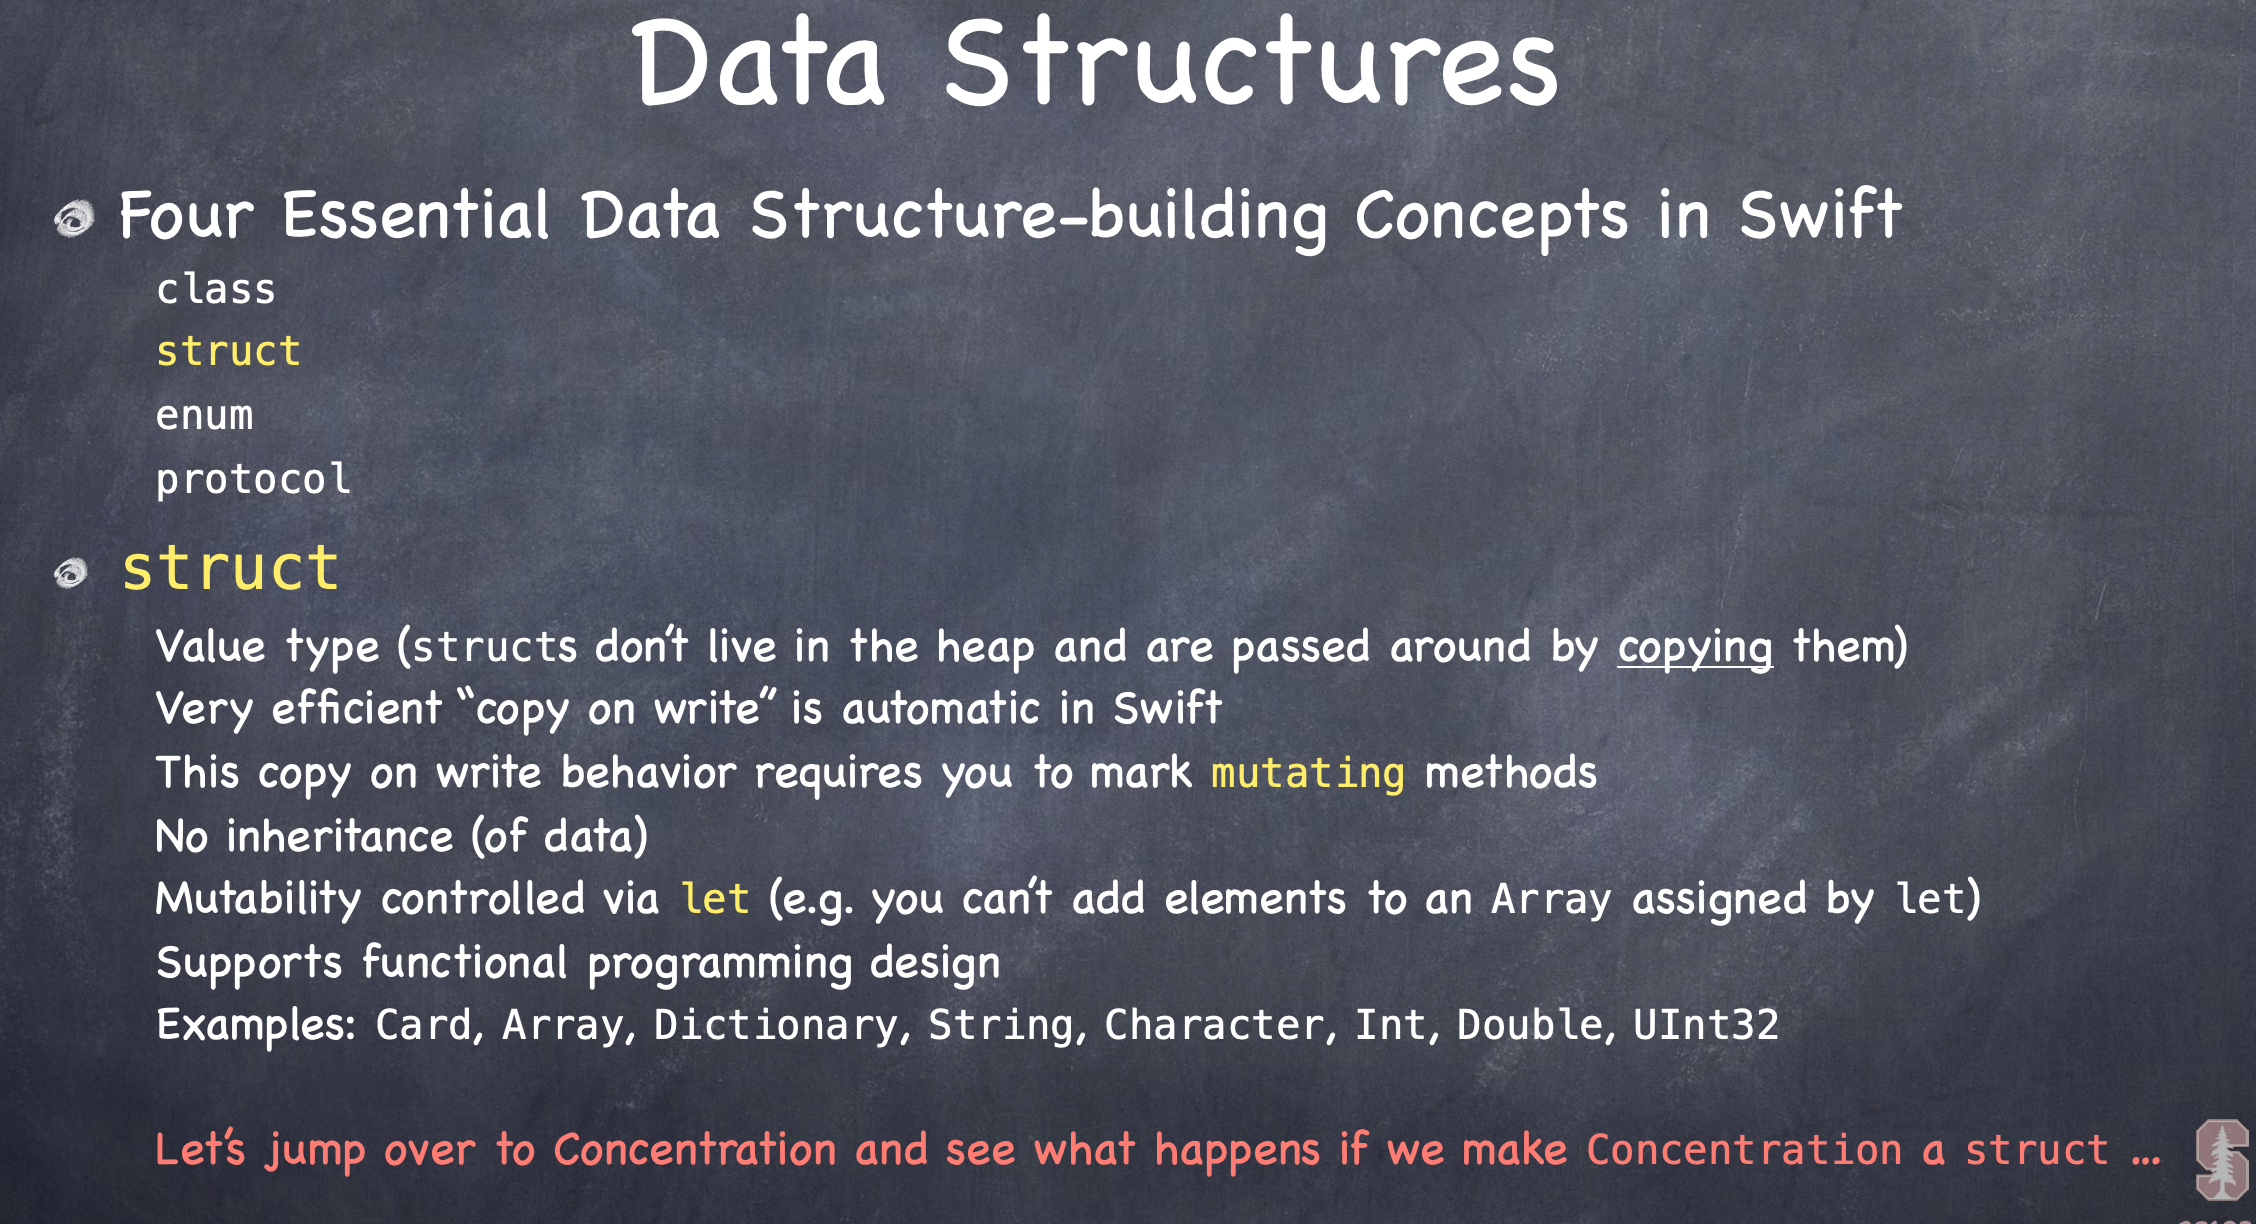 Data Structures
Four Essential Data Structure-building Concepts in Swift
class
struct
enum
protocol
struct
Value type (structs don’t live in the heap and are passed around by copying them)
Very efficient “copy on write” is automatic in Swift
This copy on write behavior requires you to mark mutating methods
No inheritance (of data)
Mutability controlled via let (e.g. you can’t add elements to an Array assigned by let)
Supports functional programming design
Examples: Card, Array, Dictionary, String, Character, Int, Double, UInt32
Let’s jump over to Concentration and see what happens if we make Concentration a struct ...